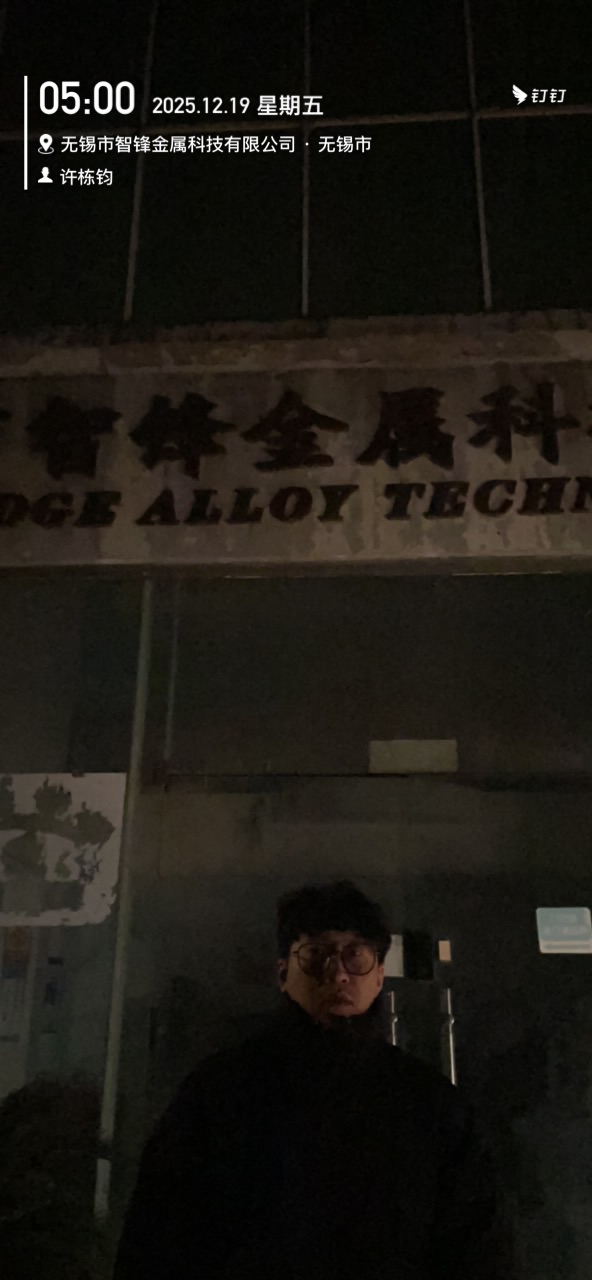 05:00 2025.12.19 星期五
钉钉
无锡市智锋金属科技有限公司 · 无锡市
许栋钧
智锋金属科
DGE ALLOY TECHN